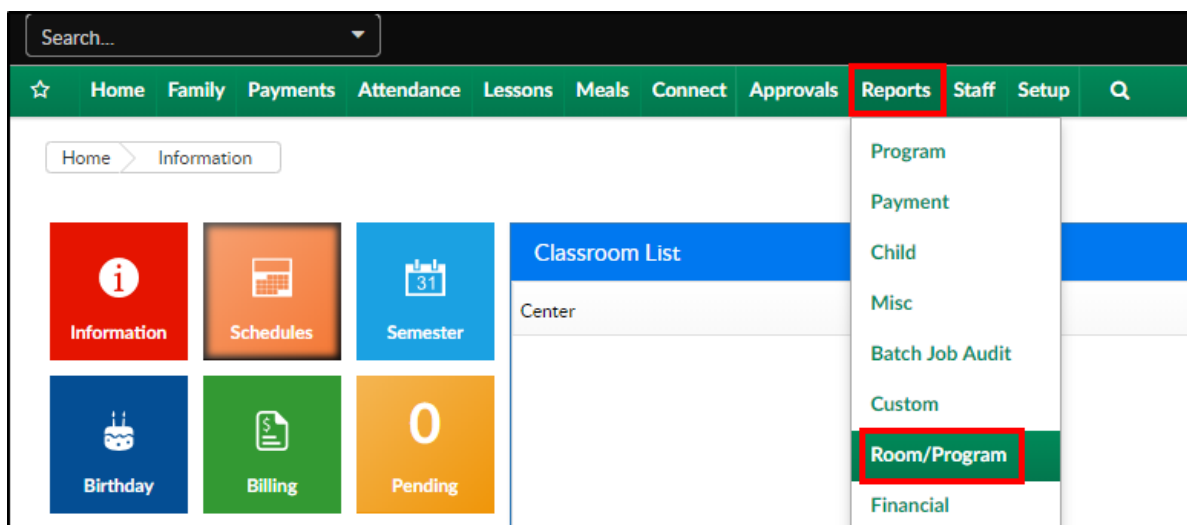 Search...
Home Family Payments Attendance Lessons Meals Connect Approvals Reports Staff Setup
Home Information
Program
Payment
Child
Misc
Batch Job Audit
Custom
Room/Program
Financial
Information
Schedules
31
Semester
Birthday
Billing
0
Pending
Classroom List
Center